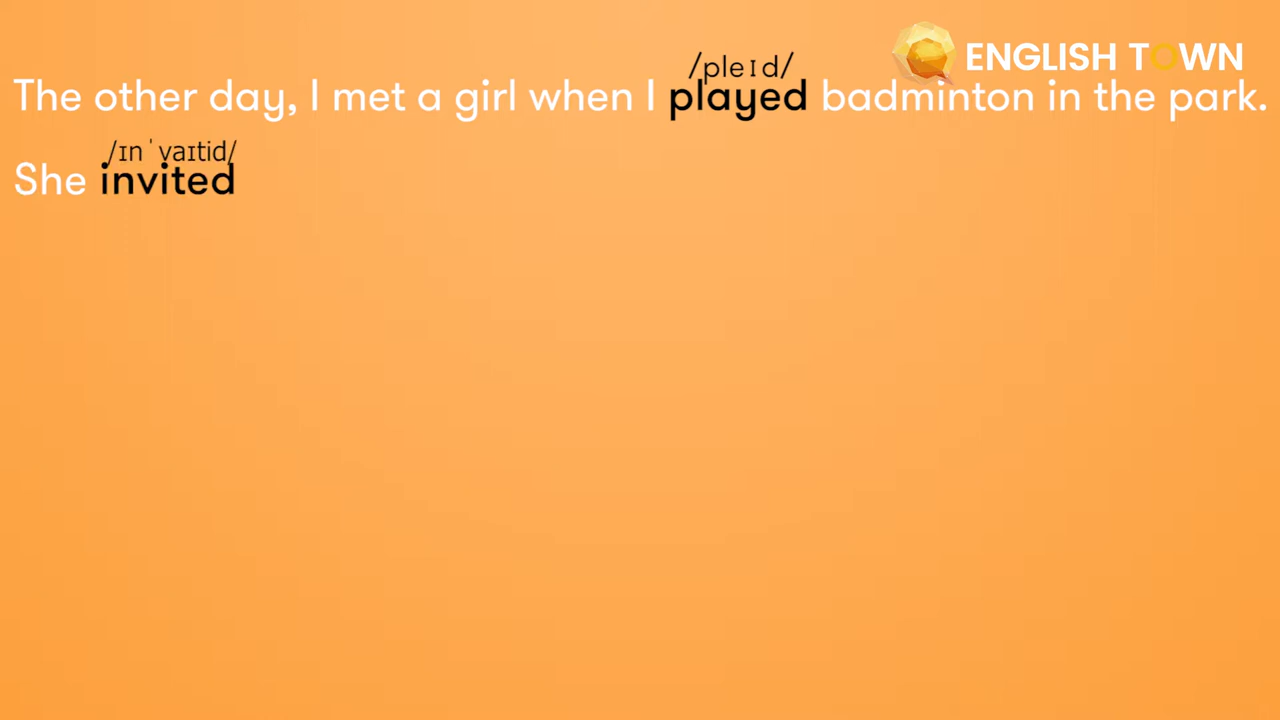 ENGLISH TOWN
/pleɪd/
The other day, I met a girl when I played badminton in the park.
/ɪnˈvaɪtid/
She invited